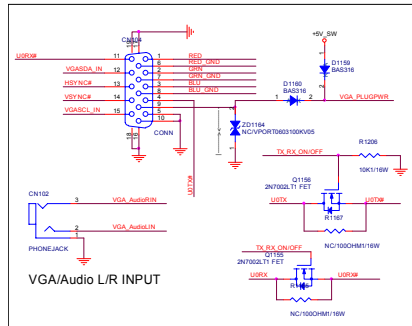 +5V_SW
CN104
U0RX# 11 1 RED
6 RED_GND
VGASDA_IN 12 2 GRN
7 GRN_GND
HSYNC# 13 3 BLU
8 BLU_GND
VSYNC# 14 4
9
VGASCL_IN 15 5
10
CONN
D1159
BAS316
D1160
BAS316
1 2 VGA_PLUGPWR
ZD1164
NC/VPORT0603100KV05
U0TX#
CN102
3 VGA_AudioRIN
2 VGA_AudioLIN
1
PHONEJACK
VGA/Audio L/R INPUT
TX_RX_ON/OFF
R1206
10K1/16W
Q1156
2N7002LT1 FET
U0TX U0TX#
R1167
NC/100OHM1/16W
TX_RX_ON/OFF
Q1155
2N7002LT1 FET
U0RX U0RX#
NC/100OHM1/16W